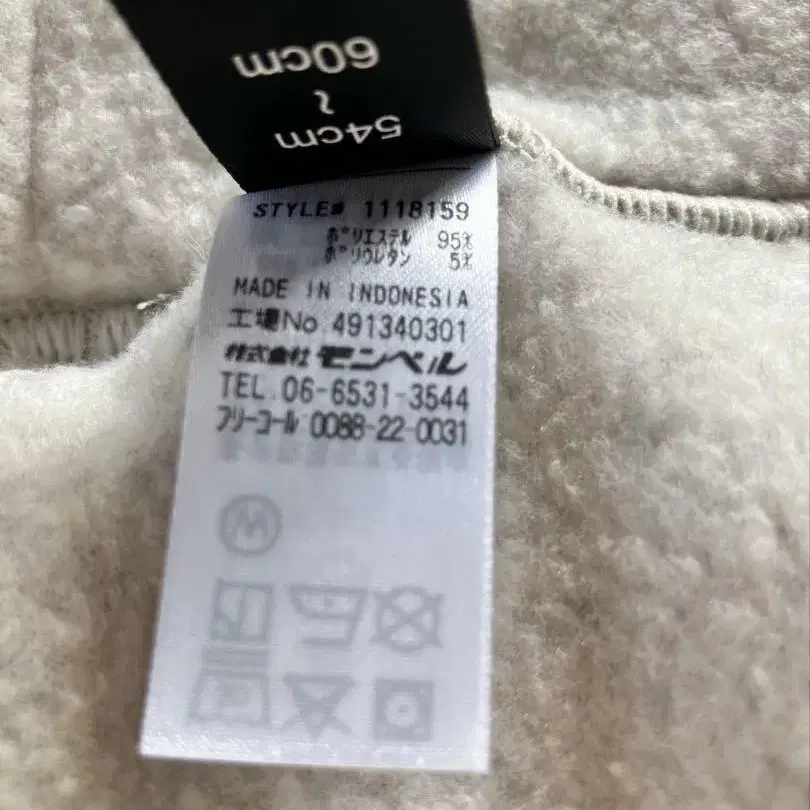 60cm
~
54cm
STYLE# 1118159
ポリエステル 95%
ポリウレタン 5%
MADE IN INDONESIA
工場No.491340301
株式会社 モンベル
TEL.06-6531-3544
フリーコール 0088-22-0031
W